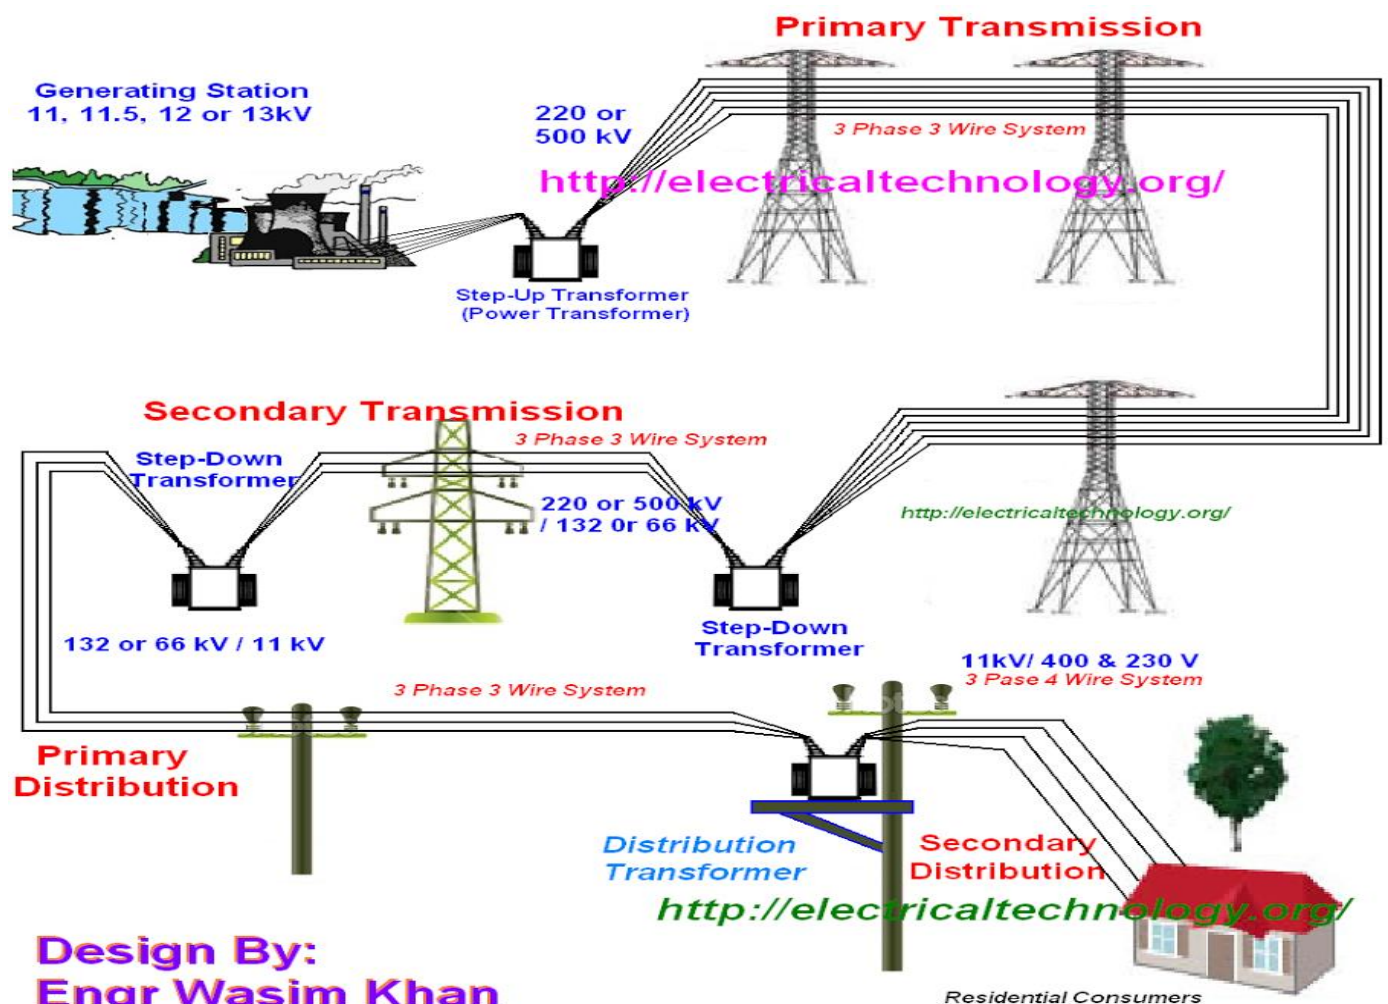 Primary Transmission
Generating Station
11, 11.5, 12 or 13kV
220 or
500 kV
3 Phase 3 Wire System
http://electricaltechnology.org/
Step-Up Transformer
(Power Transformer)
Secondary Transmission
3 Phase 3 Wire System
Step-Down
Transformer
220 or 500 kV
/ 132 0r 66 kV
http://electricaltechnology.org/
132 or 66 kV / 11 kV
Step-Down
Transformer
11kV/ 400 & 230 V
3 Pase 4 Wire System
3 Phase 3 Wire System
Primary
Distribution
Distribution
Transformer
Secondary
Distribution
http://electricaltechnology.org/
Design By:
Engr Wasim Khan
Residential Consumers